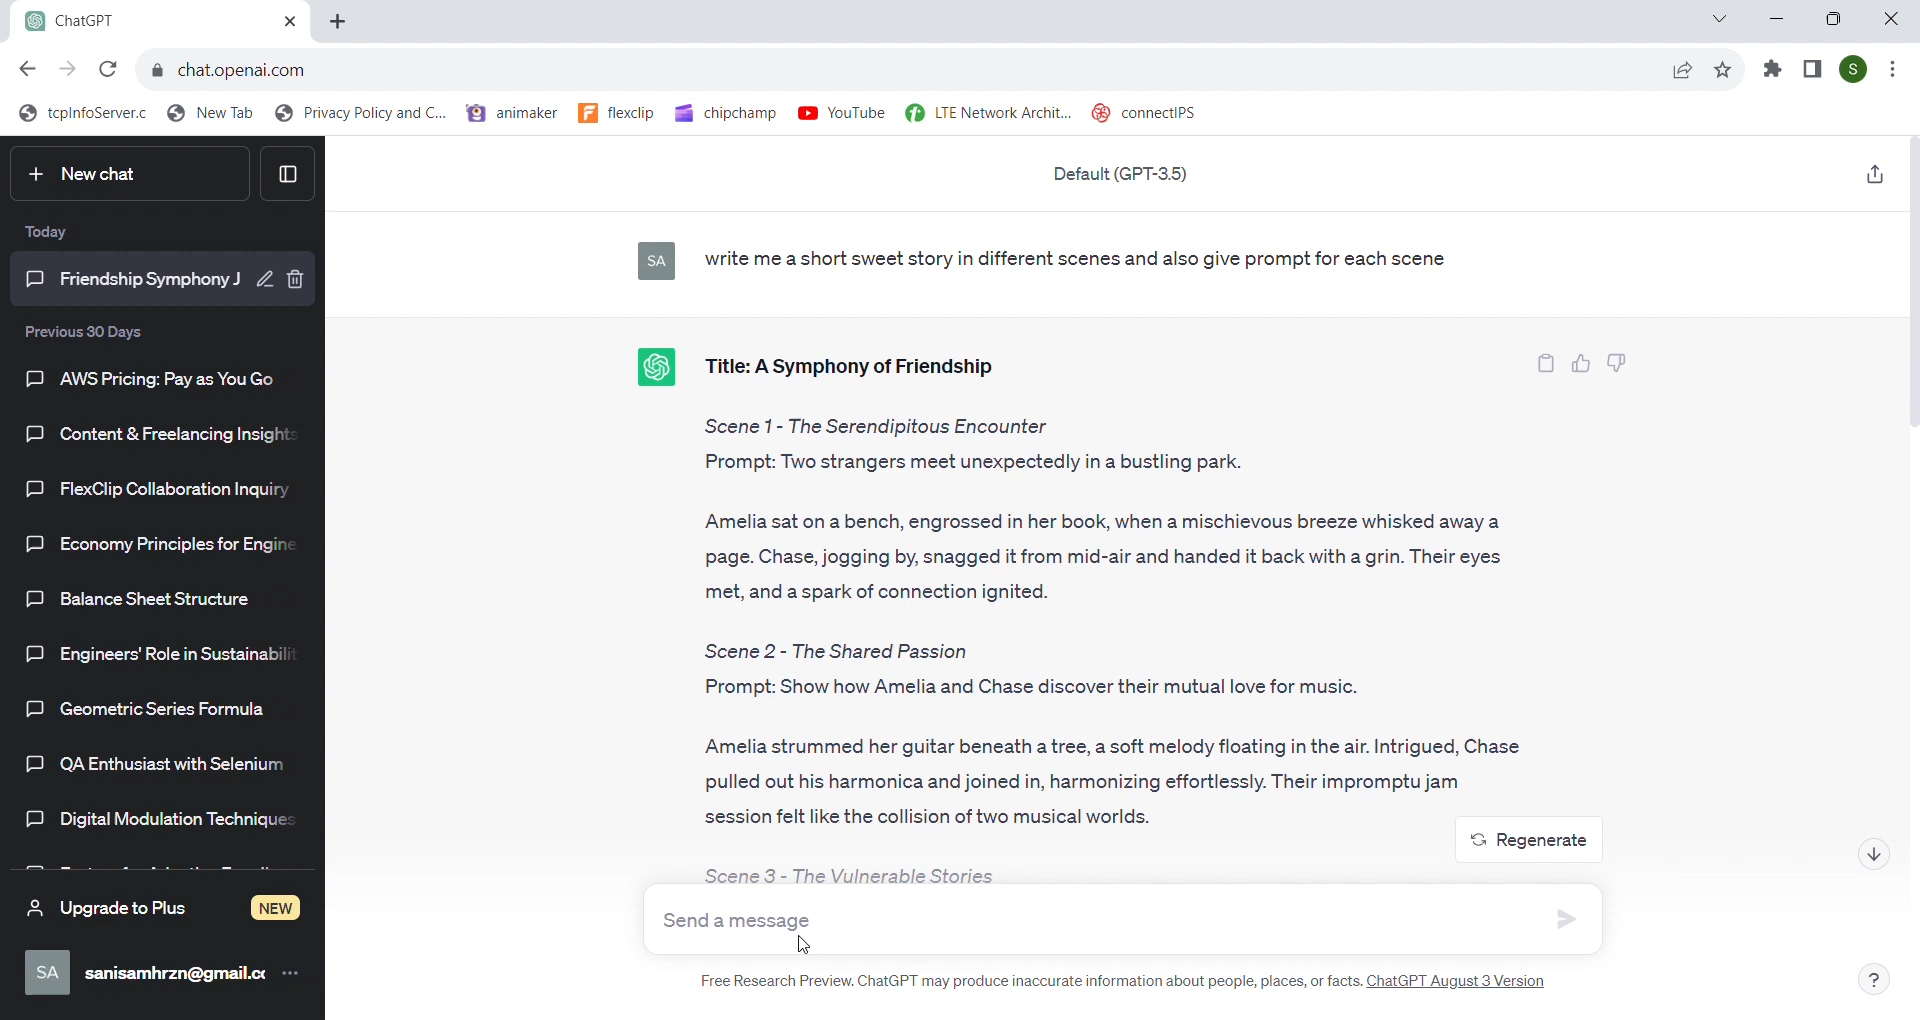 ChatGPT
chat.openai.com
S
tcpInfoServer.c
New Tab
Privacy Policy and C...
animaker
flexclip
chipchamp
YouTube
LTE Network Archit...
connectIPS
New chat
Today
Friendship Symphony J
Previous 30 Days
AWS Pricing: Pay as You Go
Content & Freelancing Insights
FlexClip Collaboration Inquiry
Economy Principles for Engine
Balance Sheet Structure
Engineers' Role in Sustainabilit
Geometric Series Formula
QA Enthusiast with Selenium
Digital Modulation Techniques
Upgrade to Plus
NEW
SA
sanisamhrzn@gmail.cc
Default (GPT-3.5)
SA
write me a short sweet story in different scenes and also give prompt for each scene
Title: A Symphony of Friendship
Scene 1 - The Serendipitous Encounter
Prompt: Two strangers meet unexpectedly in a bustling park.
Amelia sat on a bench, engrossed in her book, when a mischievous breeze whisked away a
page. Chase, jogging by, snagged it from mid-air and handed it back with a grin. Their eyes
met, and a spark of connection ignited.
Scene 2 - The Shared Passion
Prompt: Show how Amelia and Chase discover their mutual love for music.
Amelia strummed her guitar beneath a tree, a soft melody floating in the air. Intrigued, Chase
pulled out his harmonica and joined in, harmonizing effortlessly. Their impromptu jam
session felt like the collision of two musical worlds.
Regenerate
Scene 3 - The Vulnerable Stories
Send a message
Free Research Preview. ChatGPT may produce inaccurate information about people, places, or facts. ChatGPT August 3 Version
?